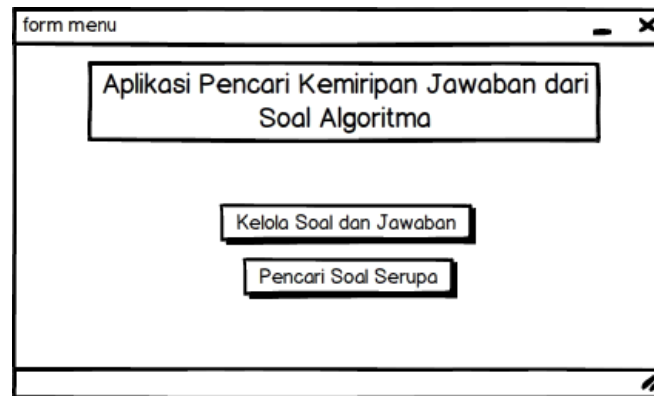 form menu
Aplikasi Pencari Kemiripan Jawaban dari
Soal Algoritma
Kelola Soal dan Jawaban
Pencari Soal Serupa